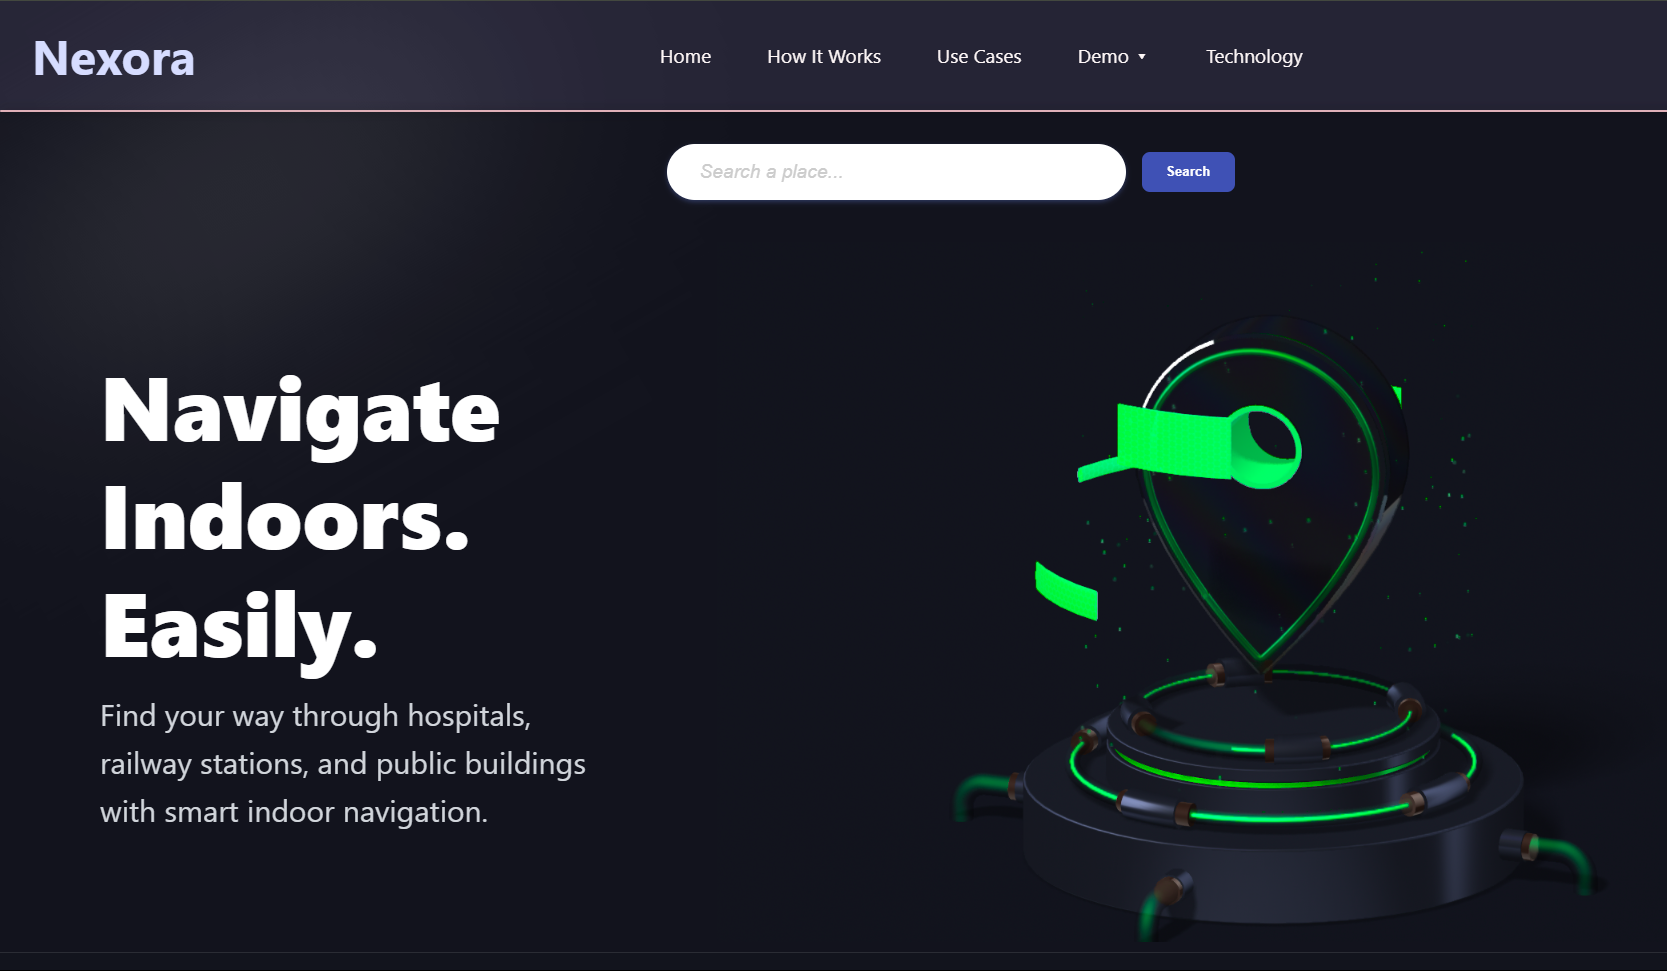 Nexora
Home How It Works Use Cases Demo Technology
Search a place...
Search
Navigate
Indoors.
Easily.
Find your way through hospitals,
railway stations, and public buildings
with smart indoor navigation.